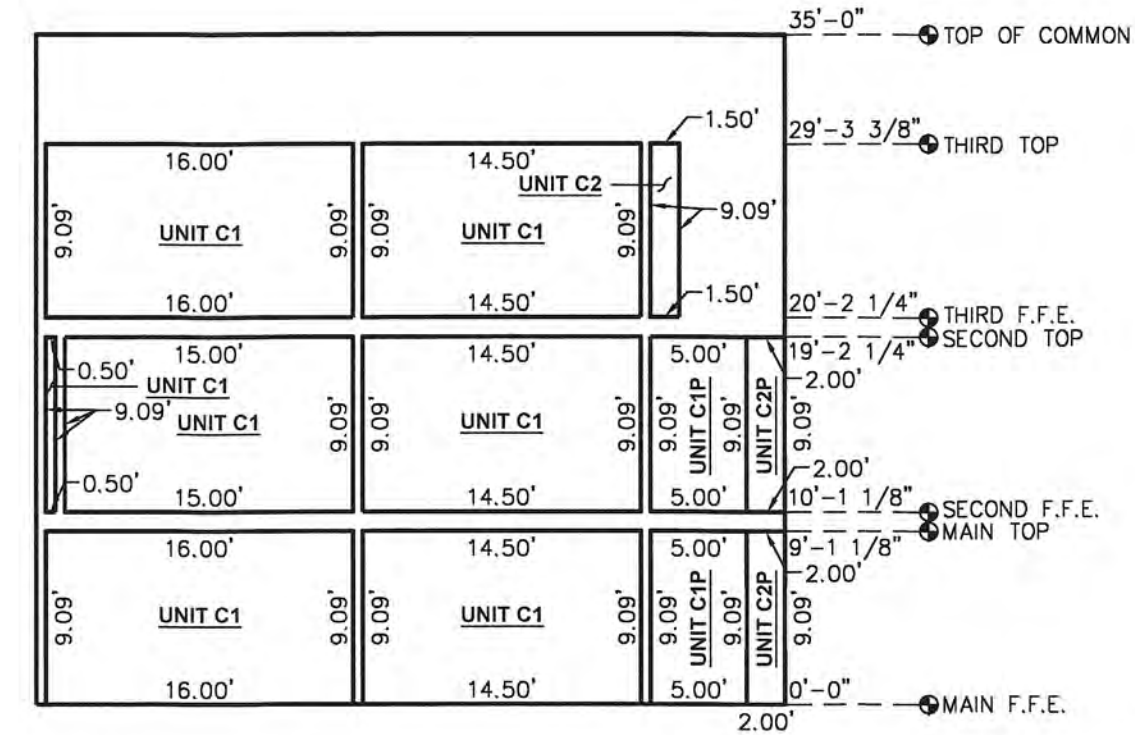 35'-0"
TOP OF COMMON
1.50'
29'-3 3/8"
THIRD TOP
16.00'
14.50'
UNIT C2
9.09'
9.09'
9.09'
9.09'
9.09'
UNIT C1
UNIT C1
16.00'
14.50'
1.50'
20'-2 1/4"
THIRD F.F.E.
SECOND TOP
19'-2 1/4"
15.00'
14.50'
5.00'
2.00'
0.50'
UNIT C1
9.09'
UNIT C1
9.09'
9.09'
UNIT C1
9.09'
9.09'
UNIT C1P
9.09'
UNIT C2P
9.09'
2.00'
0.50'
15.00'
14.50'
5.00'
10'-1 1/8"
SECOND F.F.E.
MAIN TOP
16.00'
14.50'
5.00'
9'-1 1/8"
2.00'
9.09'
UNIT C1
9.09'
9.09'
UNIT C1
9.09'
9.09'
UNIT C1P
9.09'
UNIT C2P
9.09'
16.00'
14.50'
5.00'
0'-0"
MAIN F.F.E.
2.00'